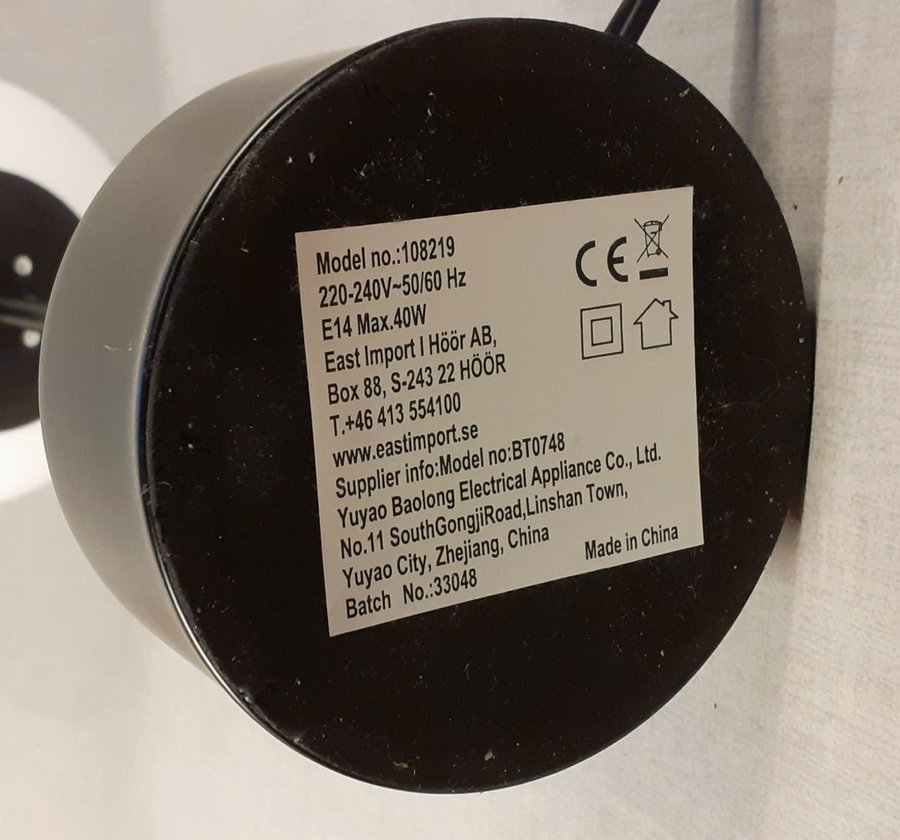 Model no.:108219
220-240V~50/60 Hz
E14 Max.40W
East Import I Höör AB,
Box 88, S-243 22 HÖÖR
T.+46 413 554100
www.eastimport.se
Supplier info:Model no:BT0748
Yuyao Baolong Electrical Appliance Co., Ltd.
No.11 SouthGongjiRoad,Linshan Town,
Yuyao City, Zhejiang, China
Batch No.:33048
Made in China
CE